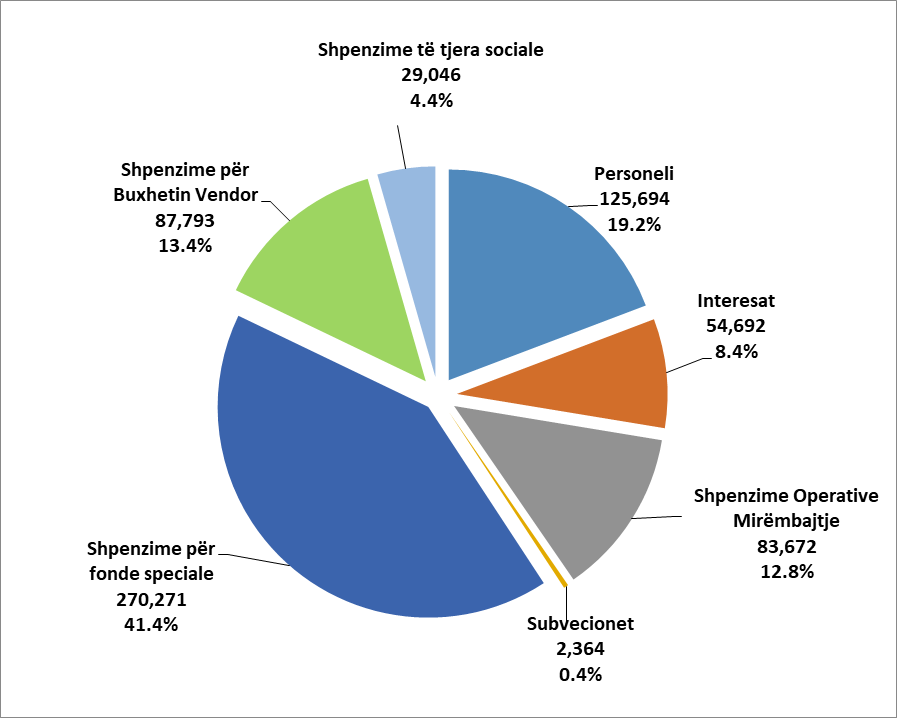 Shpenzime të tjera sociale
29,046
4.4%
Personeli
125,694
19.2%
Interesat
54,692
8.4%
Shpenzime Operative
Mirëmbajtje
83,672
12.8%
Subvecionet
2,364
0.4%
Shpenzime për
fonde speciale
270,271
41.4%
Shpenzime për
Buxhetin Vendor
87,793
13.4%